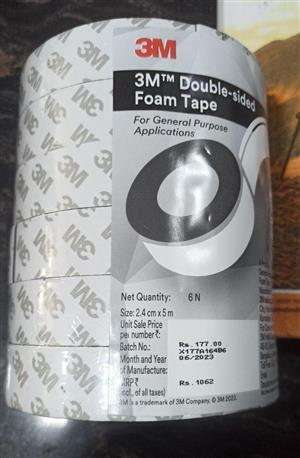 3M
3M™ Double-sided
Foam Tape
For General Purpose
Applications
Net Quantity: 6 N
Size: 2.4 cm x 5 m
Unit Sale Price
per number ₹: Rs. 177.00
Batch No.: X177A16496
Month and Year 06/2023
of Manufacture:
MRP ₹ Rs. 1062
(incl. of all taxes)
3M is a trademark of 3M Company. © 3M 2023.